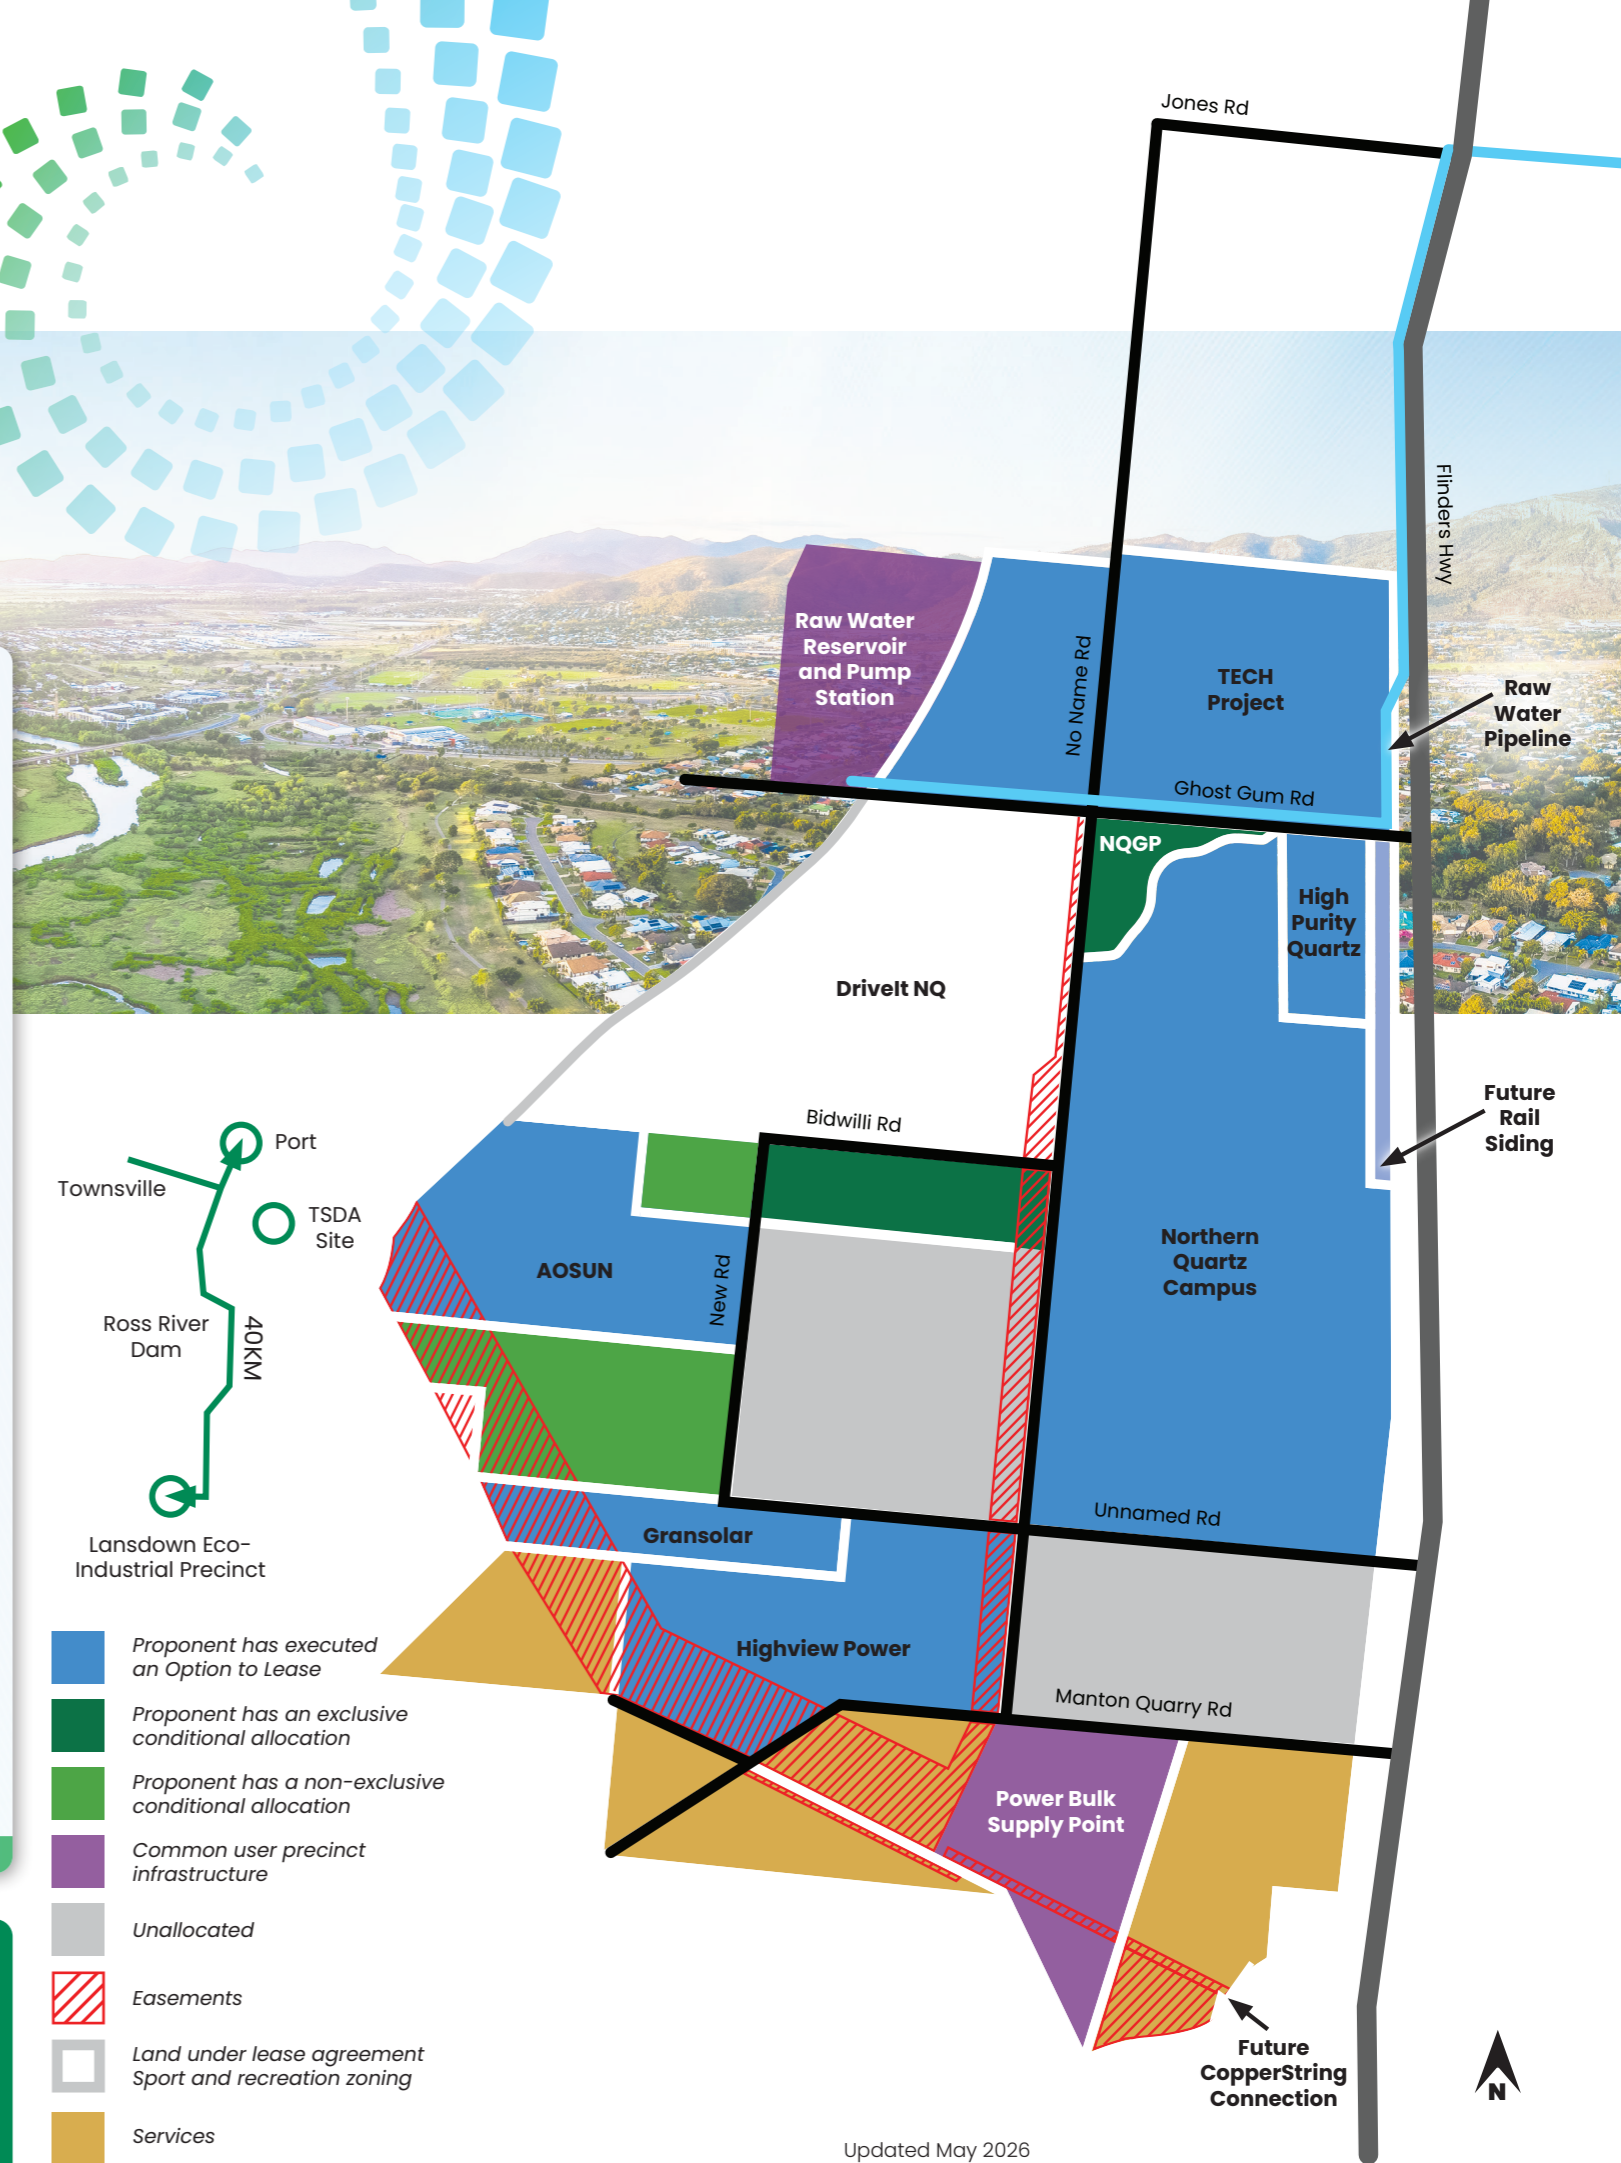 Jones Rd
Flinders Hwy
Raw Water
Reservoir
and Pump
Station
No Name Rd
TECH
Project
Raw
Water
Pipeline
Ghost Gum Rd
NQGP
High
Purity
Quartz
DriveIt NQ
Bidwilli Rd
Future
Rail
Siding
Port
Townsville
TSDA
Site
Ross River
Dam
40KM
Lansdown Eco-
Industrial Precinct
AOSUN
New Rd
Northern
Quartz
Campus
Unnamed Rd
Gransolar
Highview Power
Manton Quarry Rd
Power Bulk
Supply Point
Future
CopperString
Connection
N
Proponent has executed
an Option to Lease
Proponent has an exclusive
conditional allocation
Proponent has a non-exclusive
conditional allocation
Common user precinct
infrastructure
Unallocated
Easements
Land under lease agreement
Sport and recreation zoning
Services
Updated May 2026